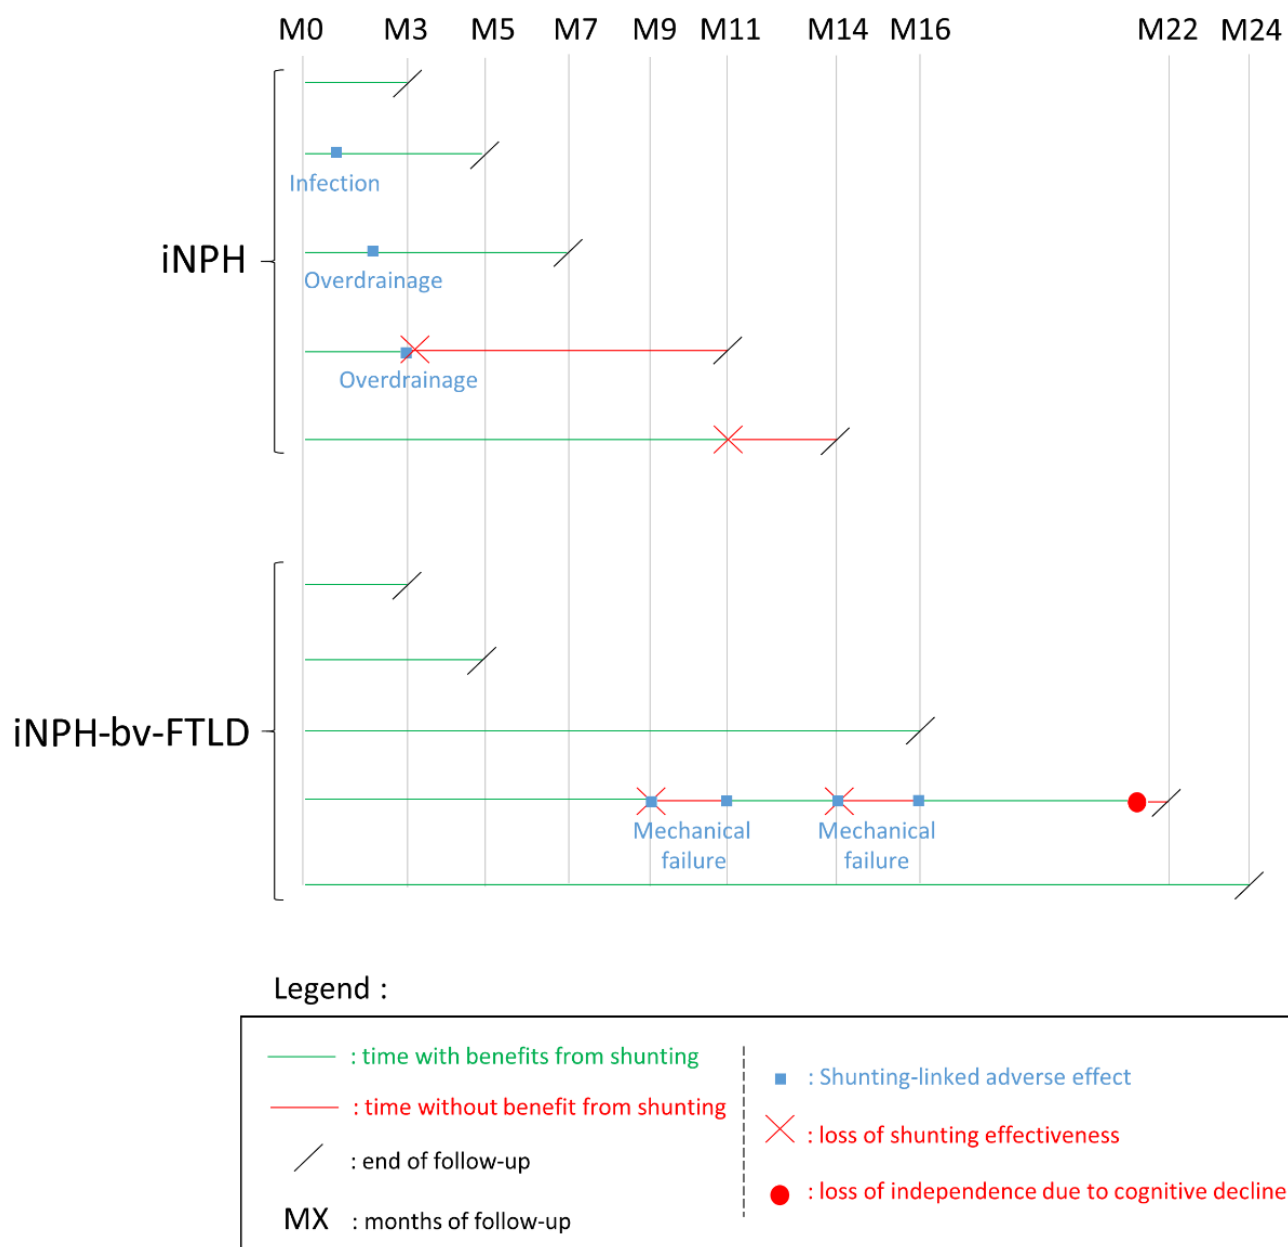 M0 M3 M5 M7 M9 M11 M14 M16 M22 M24
Infection
iNPH
Overdrainage
Overdrainage
iNPH-bv-FTLD
Mechanical failure
Mechanical failure
Legend :
: time with benefits from shunting
: time without benefit from shunting
: end of follow-up
MX : months of follow-up
: Shunting-linked adverse effect
: loss of shunting effectiveness
: loss of independence due to cognitive decline